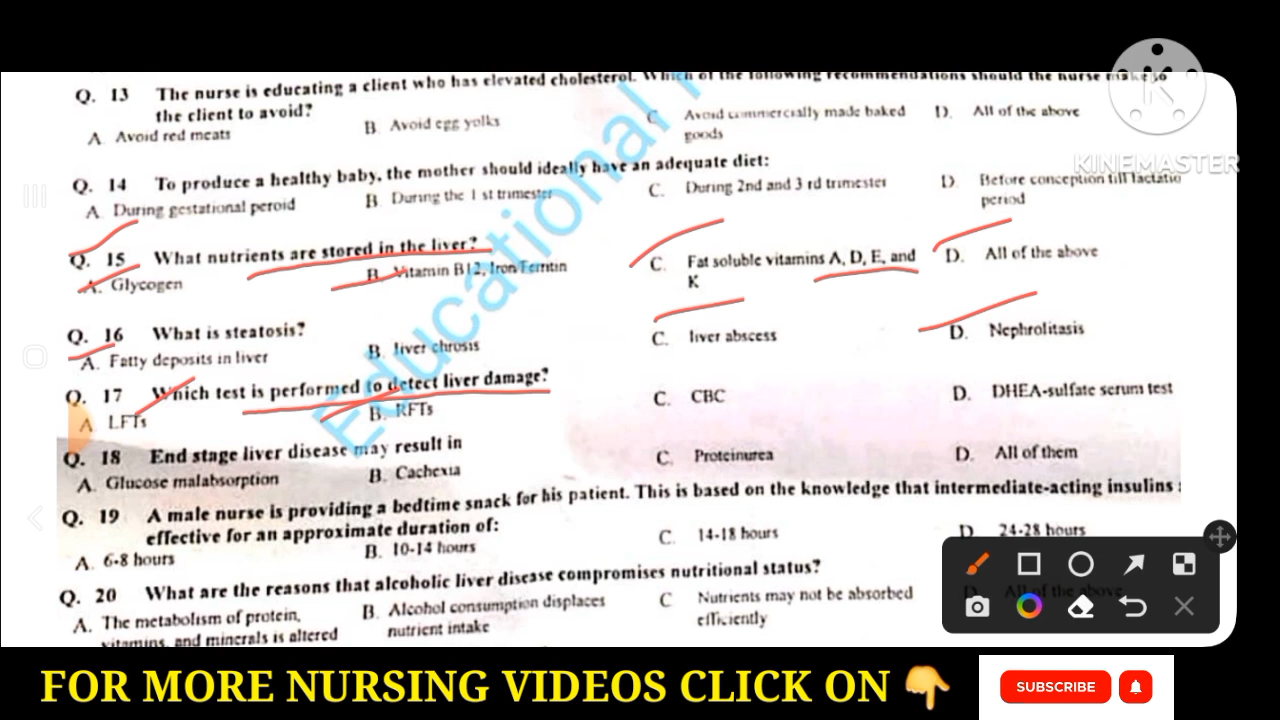 Q. 13 The nurse is educating a client who has elevated cholesterol. Which of the following recommendations should the nurse make to
the client to avoid?
A. Avoid red meats B. Avoid egg yolks C. Avoid commercially made baked goods D. All of the above
Q. 14 To produce a healthy baby, the mother should ideally have an adequate diet:
A. During gestational peroid B. During the 1 st trimester C. During 2nd and 3 rd trimester D. Before conception till lactatio
period
Q. 15 What nutrients are stored in the liver?
A. Glycogen B. Vitamin B12, Iron Ferritin C. Fat soluble vitamins A, D, E, and K D. All of the above
Q. 16 What is steatosis?
A. Fatty deposits in liver B. liver chrosis C. liver abscess D. Nephrolitasis
Q. 17 Which test is performed to detect liver damage?
A LFTs B. RFTs C. CBC D. DHEA-sulfate serum test
Q. 18 End stage liver disease may result in
A. Glucose malabsorption B. Cachexia C. Proteinurea D. All of them
Q. 19 A male nurse is providing a bedtime snack for his patient. This is based on the knowledge that intermediate-acting insulins
effective for an approximate duration of:
A. 6-8 hours B. 10-14 hours C. 14-18 hours D. 24-28 hours
Q. 20 What are the reasons that alcoholic liver disease compromises nutritional status?
A. The metabolism of protein, B. Alcohol consumption displaces C Nutrients may not be absorbed D. All of the above
vitamins, and minerals is altered nutrient intake efficiently
Educational
K
KINEMASTER
FOR MORE NURSING VIDEOS CLICK ON
SUBSCRIBE